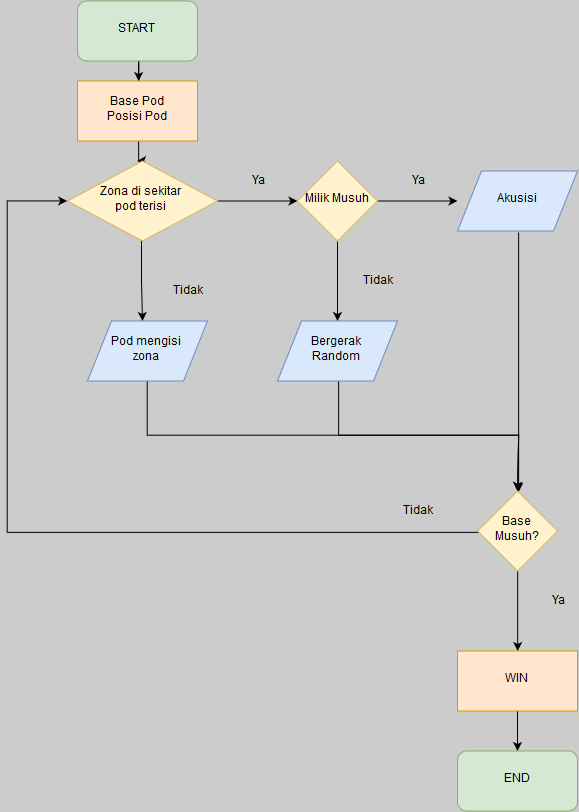 START
Base Pod
Posisi Pod
Zona di sekitar
pod terisi
Ya
Milik Musuh
Ya
Akusisi
Tidak
Tidak
Pod mengisi
zona
Bergerak
Random
Tidak
Base
Musuh?
Ya
WIN
END